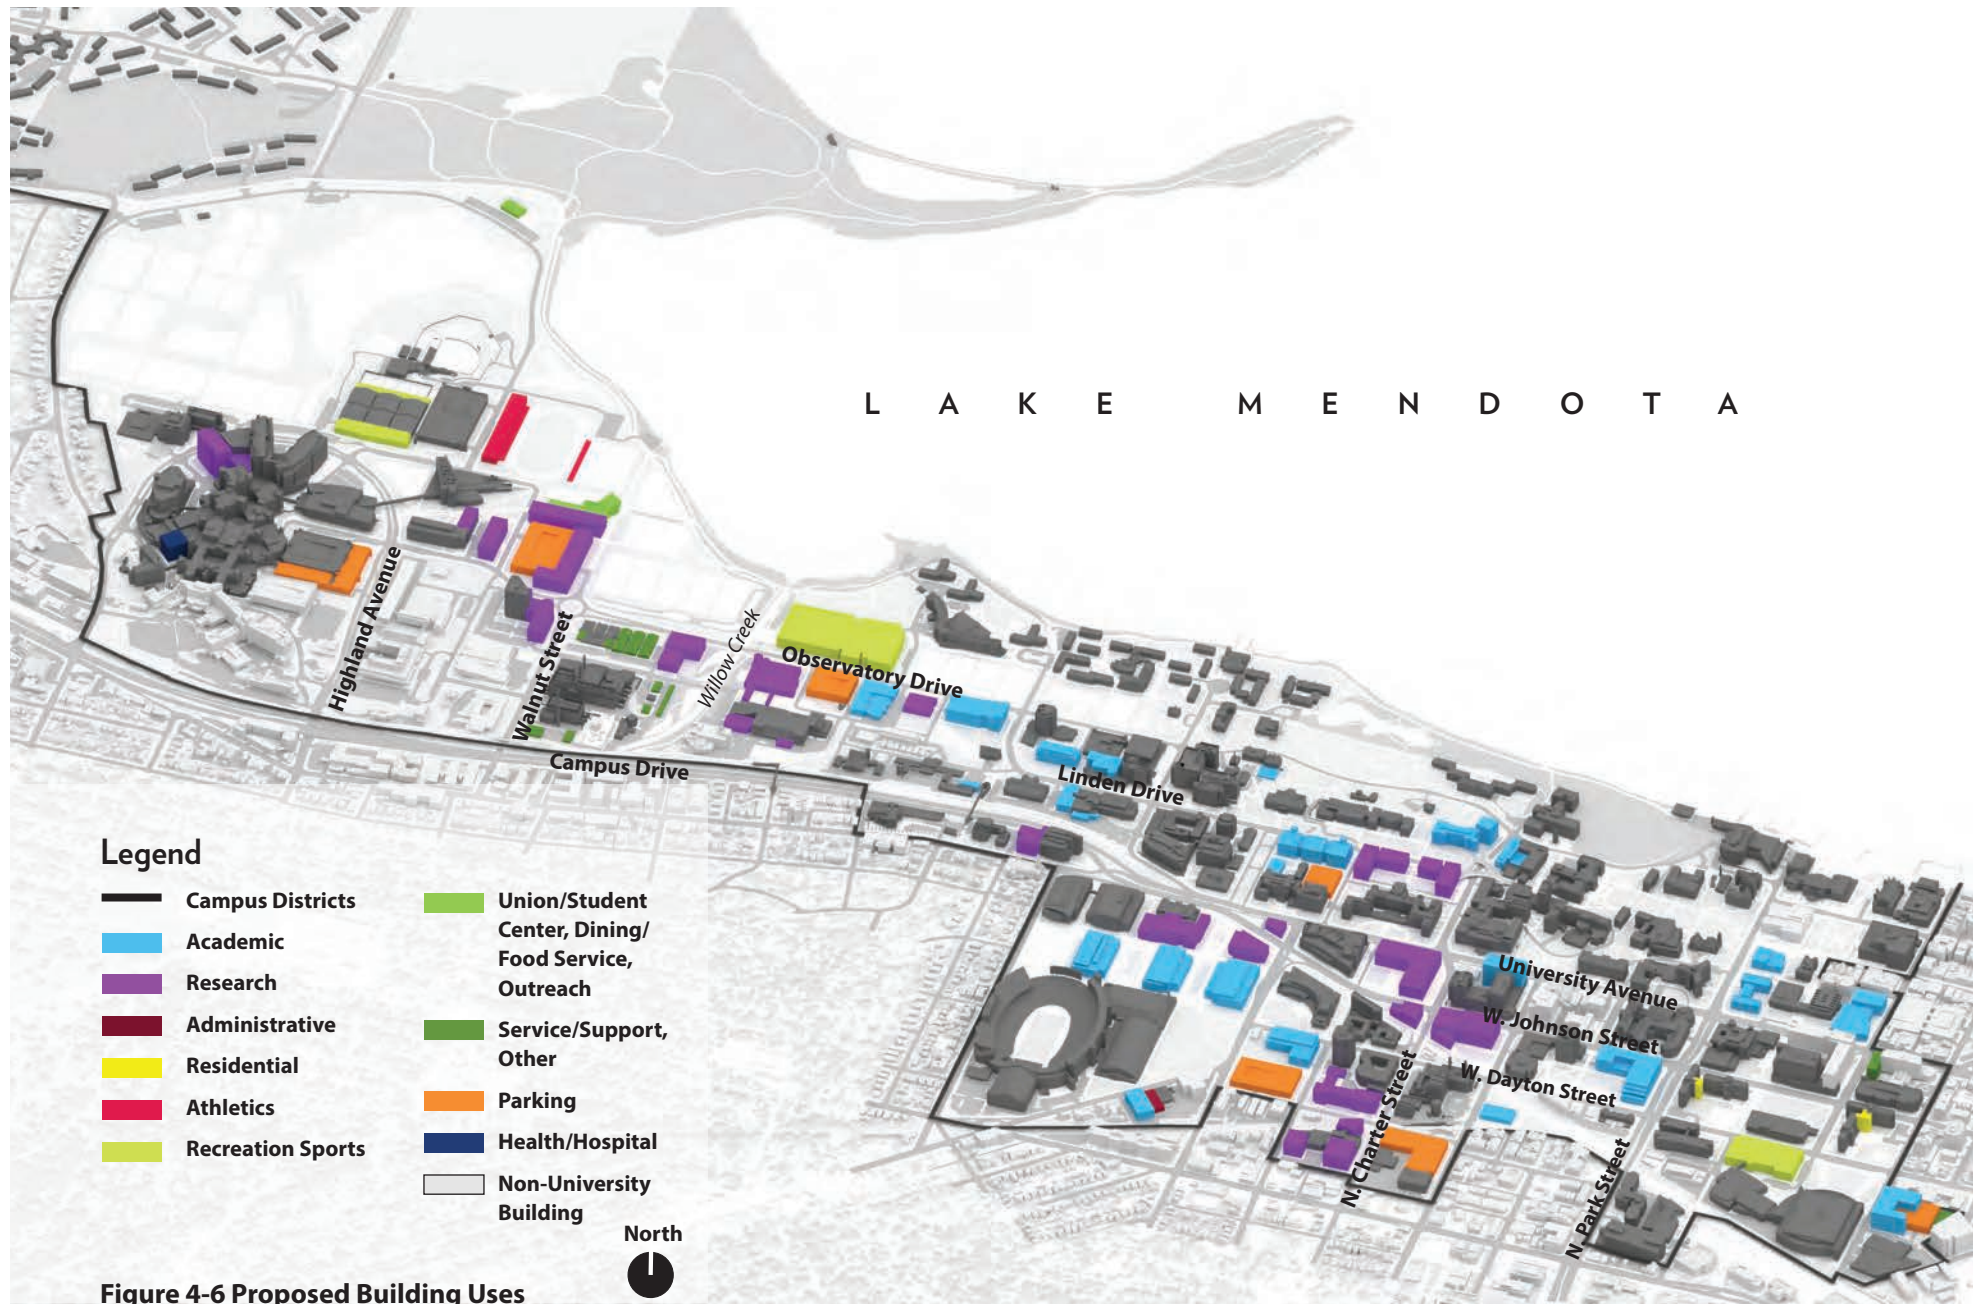 L A K E M E N D O T A
Highland Avenue
Walnut Street
Willow Creek
Observatory Drive
Campus Drive
Linden Drive
University Avenue
W. Johnson Street
W. Dayton Street
N. Charter Street
N. Park Street
Legend
Campus Districts
Academic
Research
Administrative
Residential
Athletics
Recreation Sports
Union/Student
Center, Dining/
Food Service,
Outreach
Service/Support,
Other
Parking
Health/Hospital
Non-University
Building
North
Figure 4-6 Proposed Building Uses